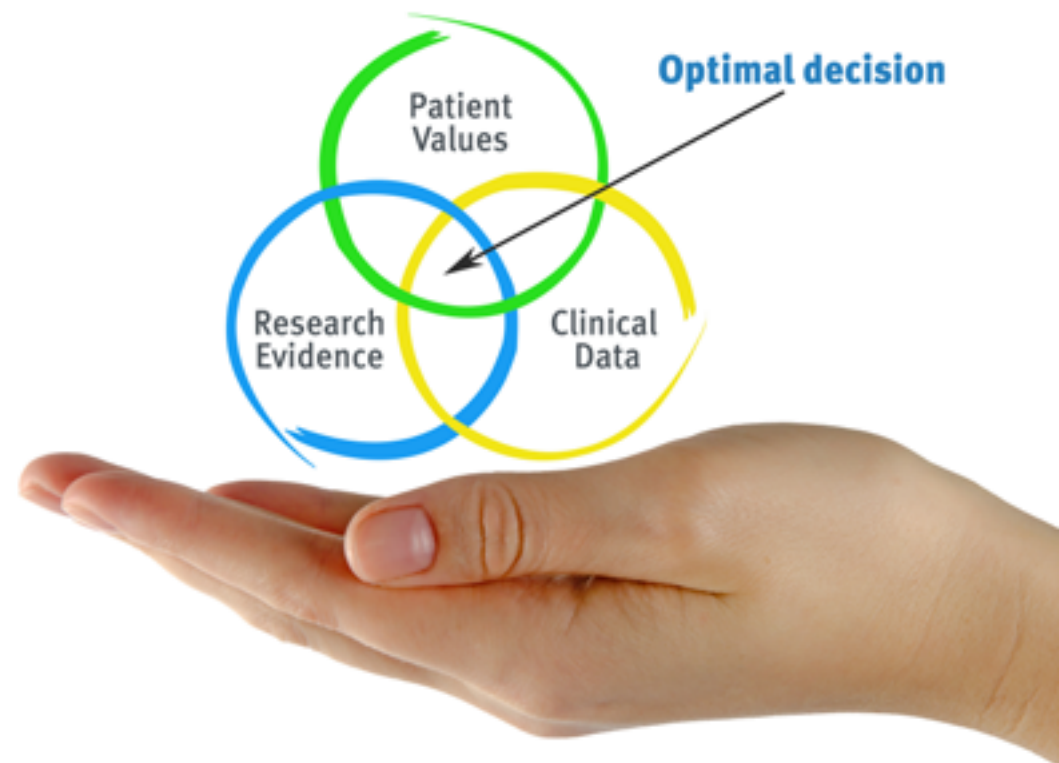 Optimal decision
Patient
Values
Research
Evidence
Clinical
Data